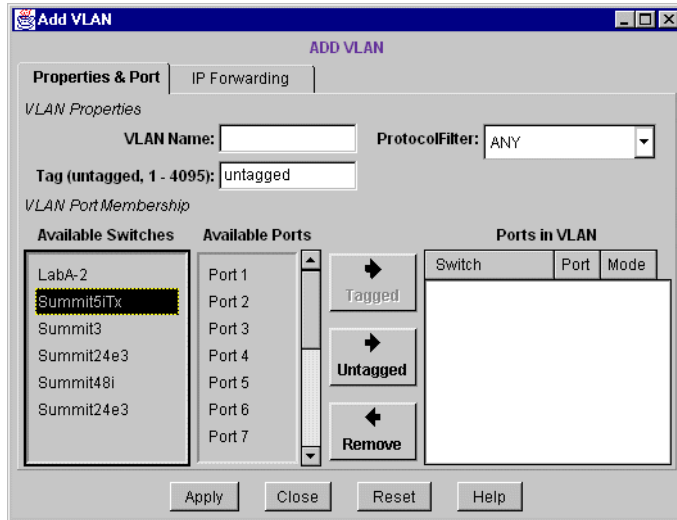 Add VLAN
ADD VLAN
Properties & Port
IP Forwarding
VLAN Properties
VLAN Name:
ProtocolFilter: ANY
Tag (untagged, 1 - 4095): untagged
VLAN Port Membership
Available Switches
Available Ports
Ports in VLAN
LabA-2
Summit5iTx
Summit3
Summit24e3
Summit48i
Summit24e3
Port 1
Port 2
Port 3
Port 4
Port 5
Port 6
Port 7
Tagged
Untagged
Remove
Switch Port Mode
Apply Close Reset Help